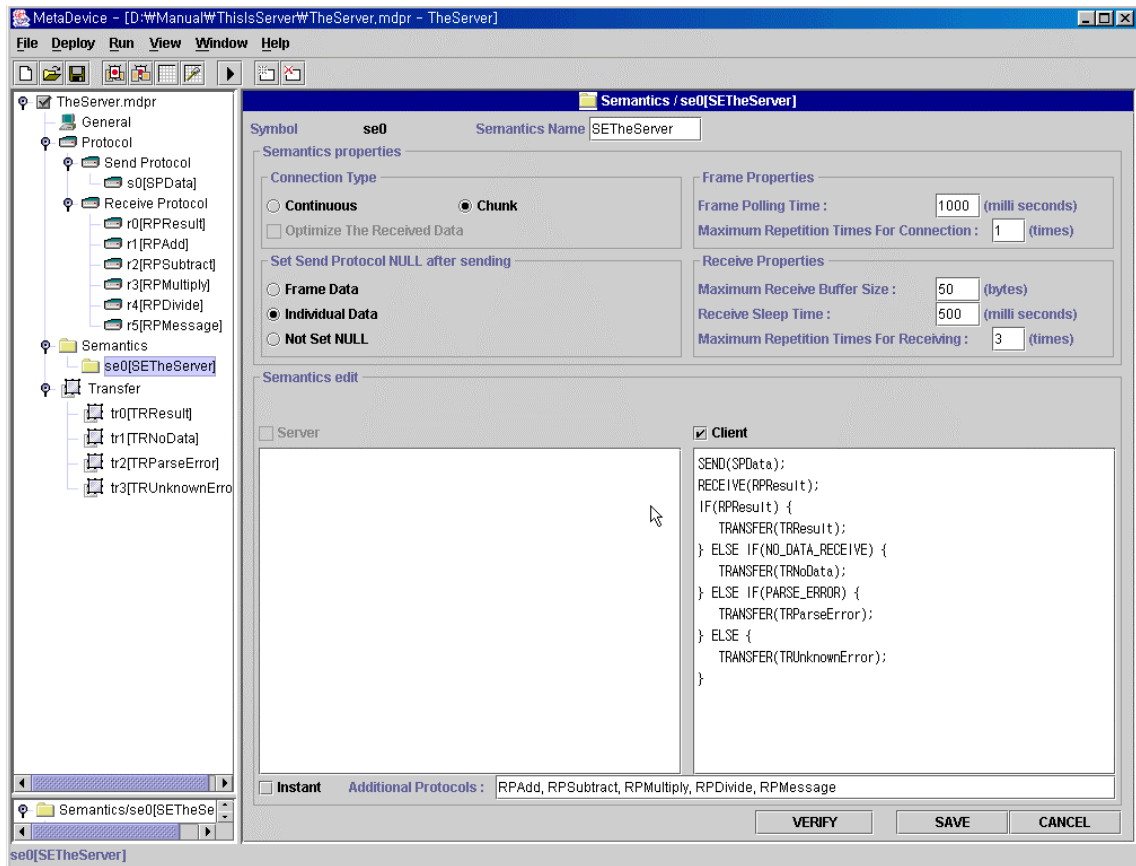 MetaDevice - [D:₩Manual₩ThisIsServer₩TheServer,mdpr - TheServer]
File Deploy Run View Window Help
TheServer.mdpr
General
Protocol
Send Protocol
s0[SPData]
Receive Protocol
r0[RPResult]
r1[RPAdd]
r2[RPSubtract]
r3[RPMultiply]
r4[RPDivide]
r5[RPMessage]
Semantics
se0[SETheServer]
Transfer
tr0[TRResult]
tr1[TRNoData]
tr2[TRParseError]
tr3[TRUnknownErro
Semantics/se0[SETheSe
Semantics / se0[SETheServer]
Symbol se0 Semantics Name SETheServer
Semantics properties
Connection Type
Continuous Chunk
Optimize The Received Data
Frame Properties
Frame Polling Time : 1000 (milli seconds)
Maximum Repetition Times For Connection : 1 (times)
Set Send Protocol NULL after sending
Frame Data
Individual Data
Not Set NULL
Receive Properties
Maximum Receive Buffer Size : 50 (bytes)
Receive Sleep Time : 500 (milli seconds)
Maximum Repetition Times For Receiving : 3 (times)
Semantics edit
Server
Client
SEND(SPData);
RECEIVE(RPResult);
IF(RPResult) {
TRANSFER(TRResult);
} ELSE IF(NO_DATA_RECEIVE) {
TRANSFER(TRNoData);
} ELSE IF(PARSE_ERROR) {
TRANSFER(TRParseError);
} ELSE {
TRANSFER(TRUnknownError);
}
Instant Additional Protocols : RPAdd, RPSubtract, RPMultiply, RPDivide, RPMessage
VERIFY SAVE CANCEL
se0[SETheServer]